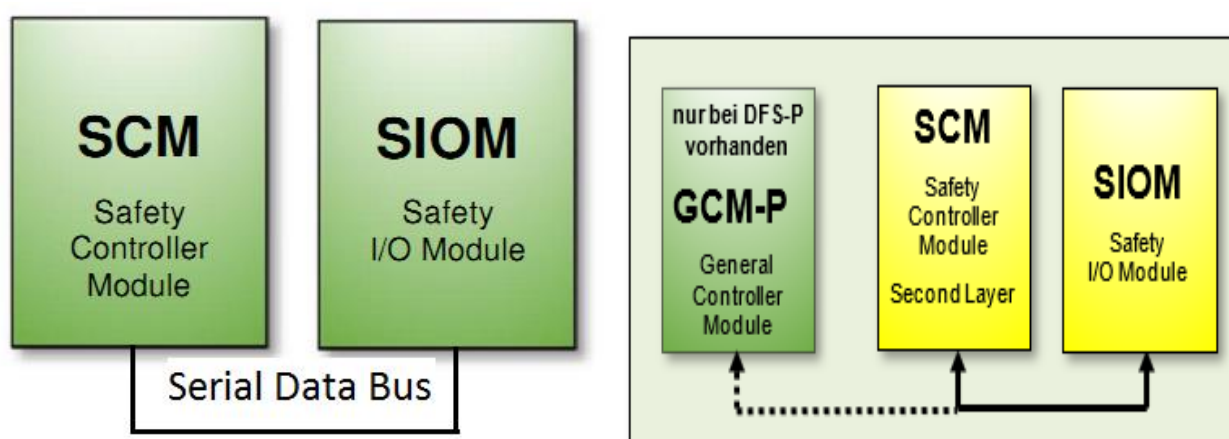 SCM
Safety
Controller
Module
SIOM
Safety
I/O Module
Serial Data Bus
nur bei DFS-P
vorhanden
GCM-P
General
Controller
Module
SCM
Safety
Controller
Module
Second Layer
SIOM
Safety
I/O Module